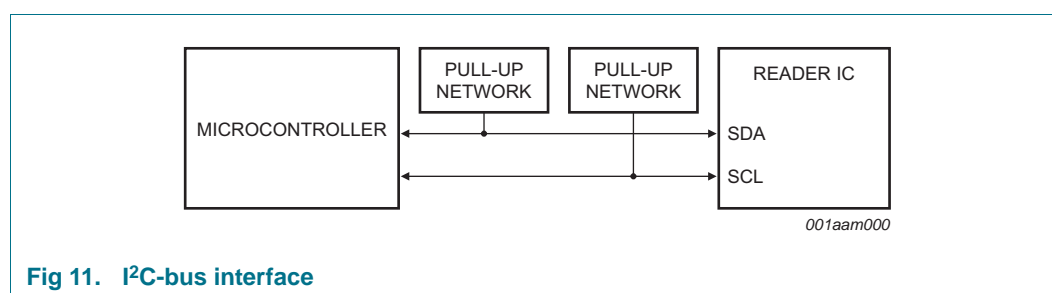 PULL-UP
NETWORK
PULL-UP
NETWORK
READER IC
MICROCONTROLLER
SDA
SCL
001aam000
Fig 11. I²C-bus interface